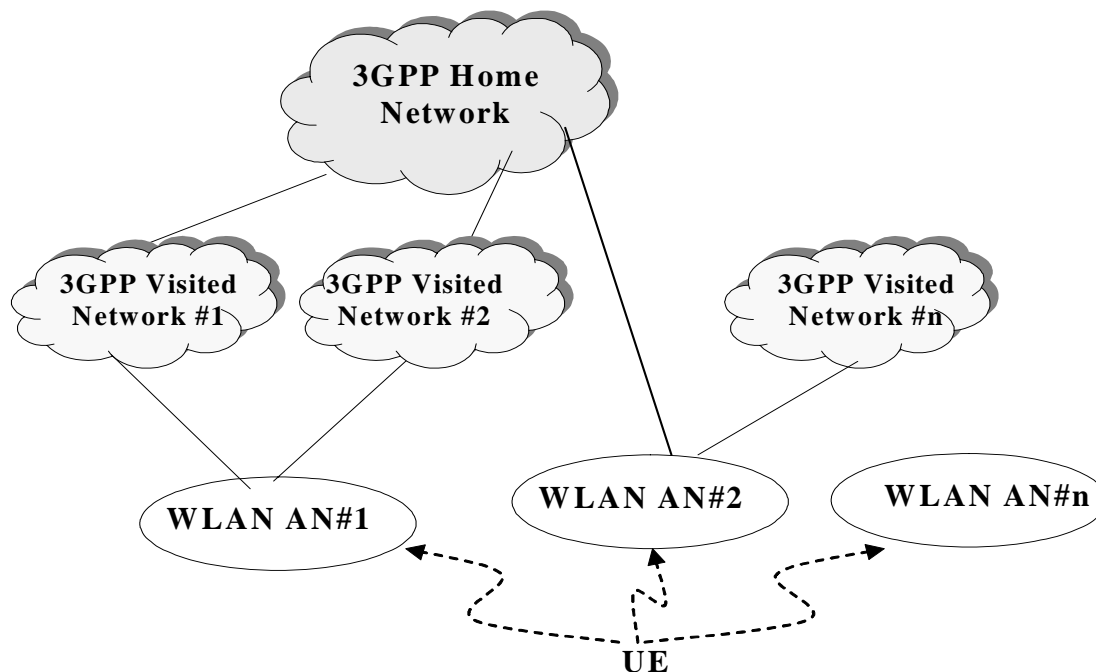 3GPP Home
Network
3GPP Visited
Network #1
3GPP Visited
Network #2
3GPP Visited
Network #n
WLAN AN#1
WLAN AN#2
WLAN AN#n
UE